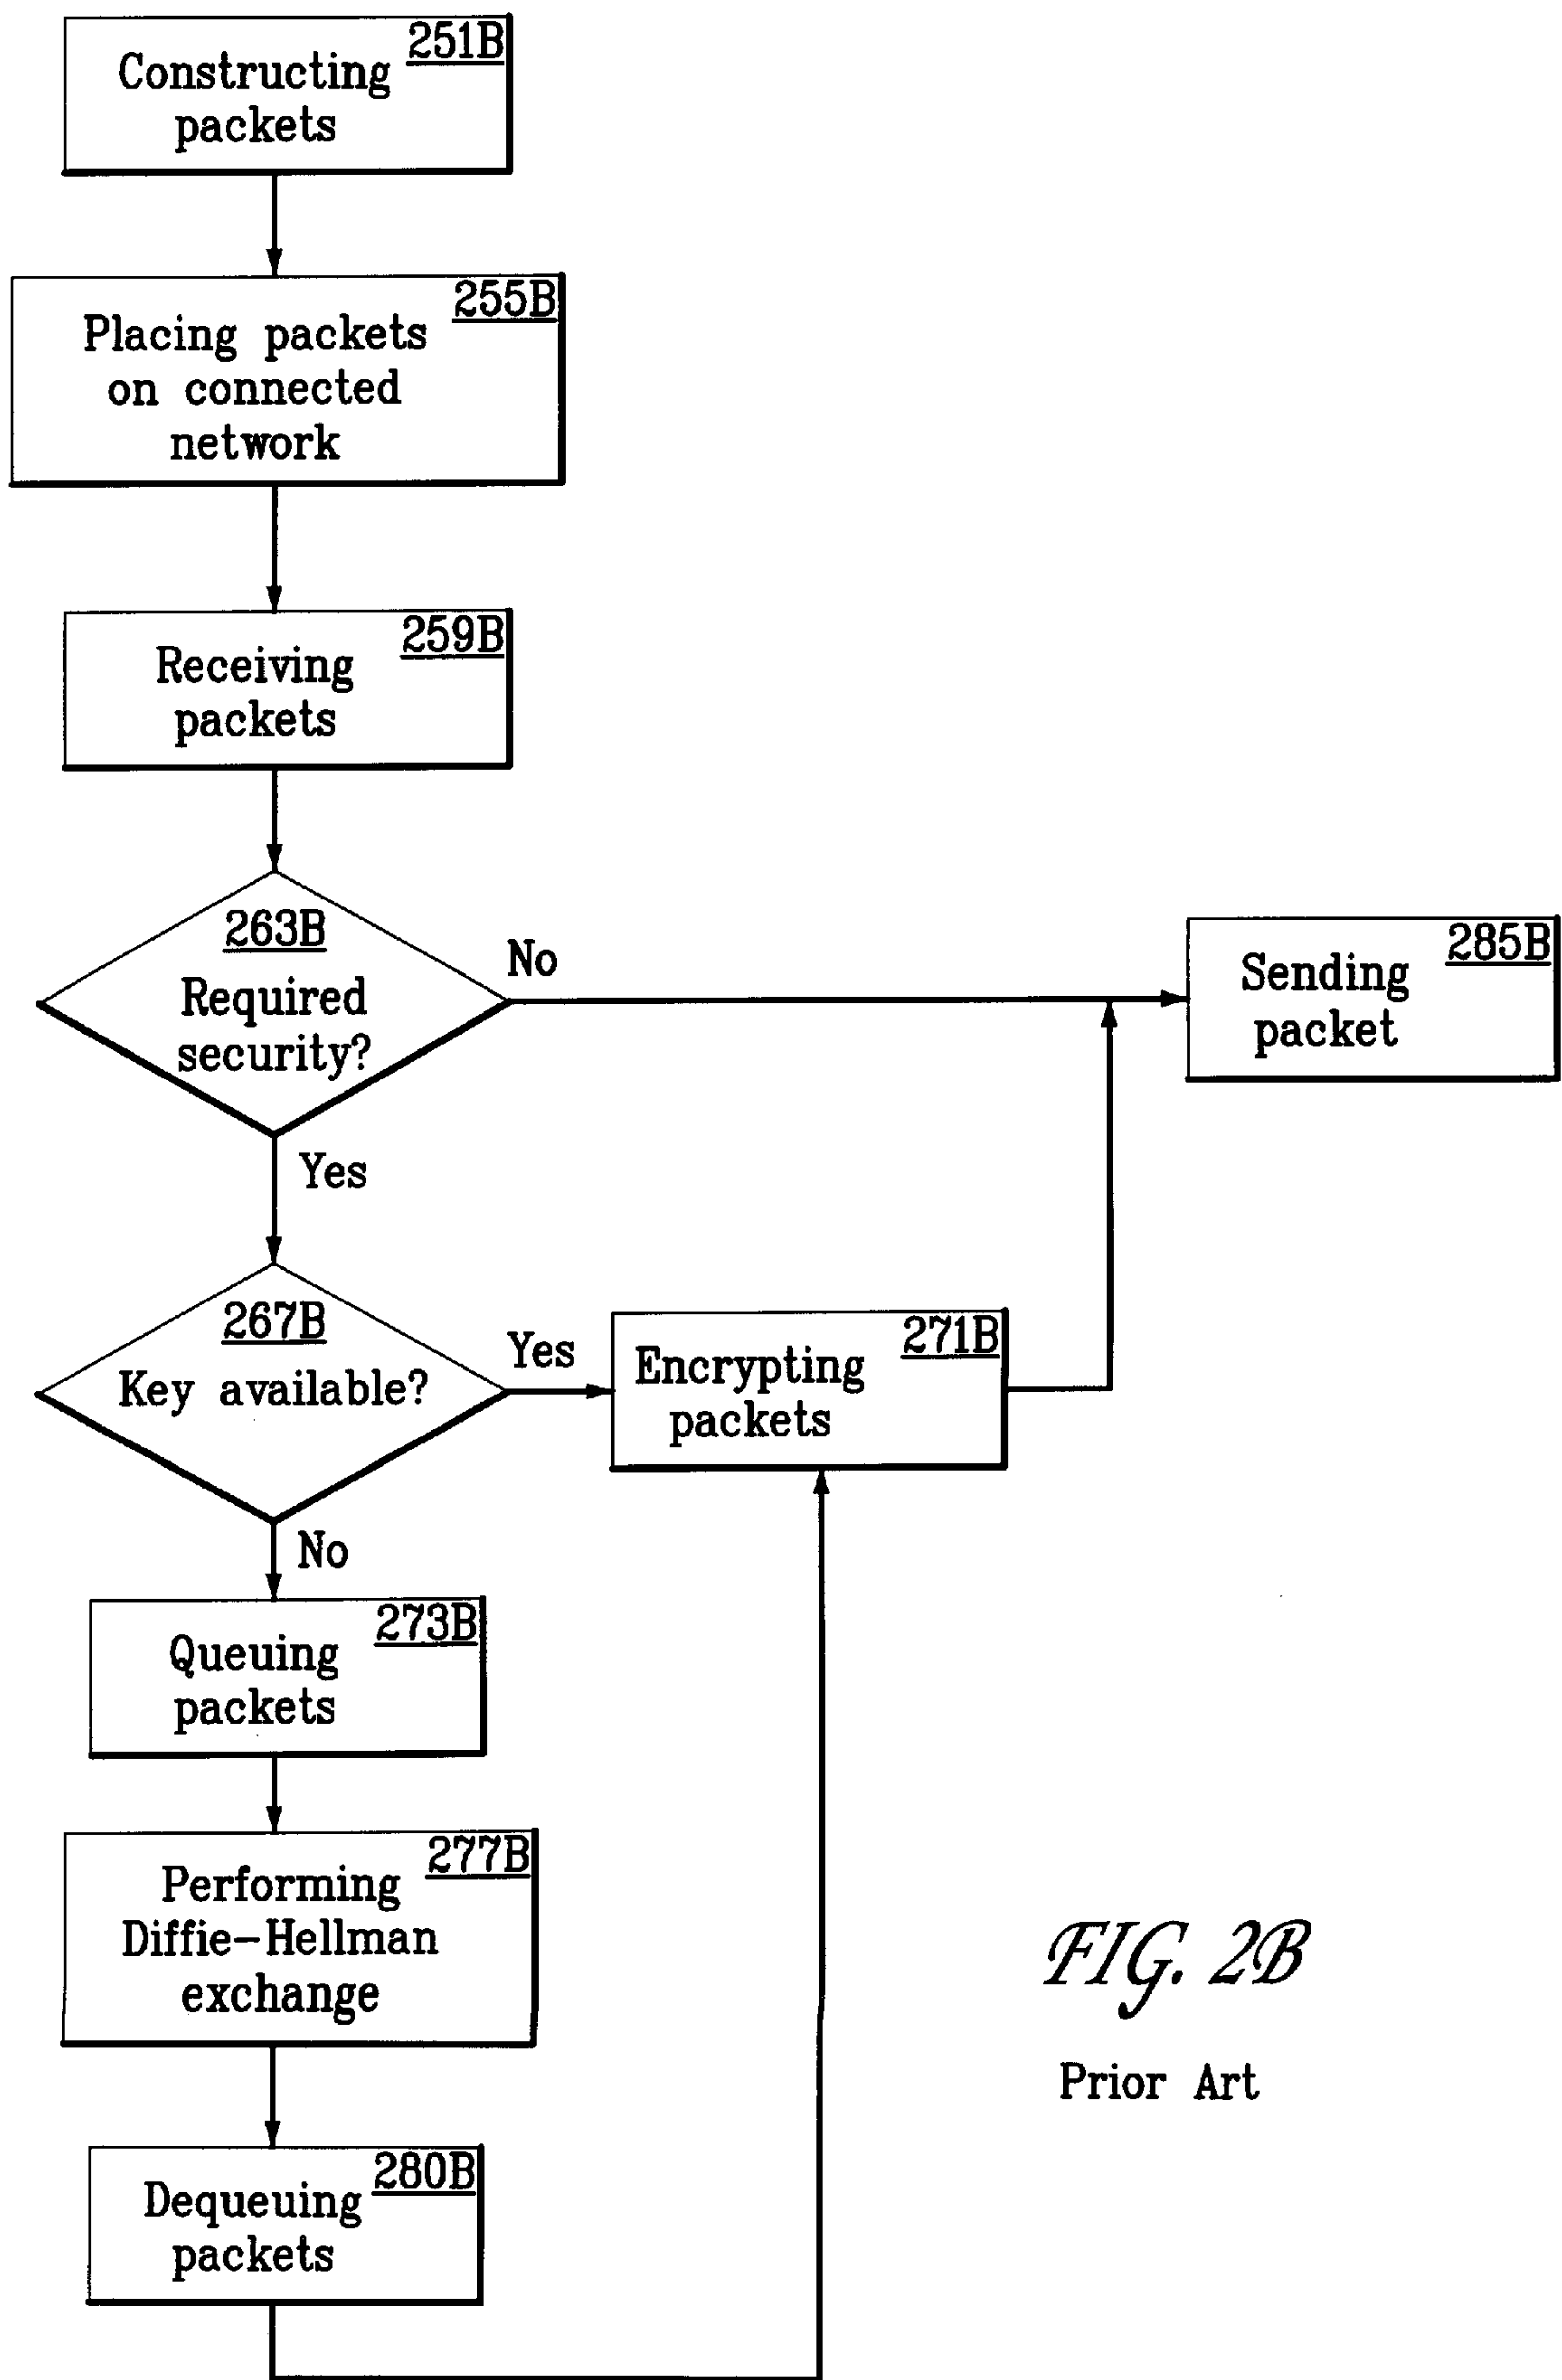 251B
Constructing
packets
255B
Placing packets
on connected
network
259B
Receiving
packets
263B
Required
security?
No
285B
Sending
packet
Yes
267B
Key available?
Yes
271B
Encrypting
packets
No
273B
Queuing
packets
277B
Performing
Diffie-Hellman
exchange
280B
Dequeuing
packets
FIG. 2B
Prior Art